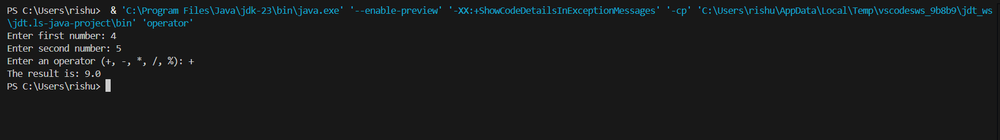 PS C:\Users\rishu>  & 'C:\Program Files\Java\jdk-23\bin\java.exe' '--enable-preview' '-XX:+ShowCodeDetailsInExceptionMessages' '-cp' 'C:\Users\rishu\AppData\Local\Temp\vscodesws_9b8b9\jdt_ws
\jdt.ls-java-project\bin' 'operator'
Enter first number: 4
Enter second number: 5
Enter an operator (+, -, *, /, %): +
The result is: 9.0
PS C:\Users\rishu>